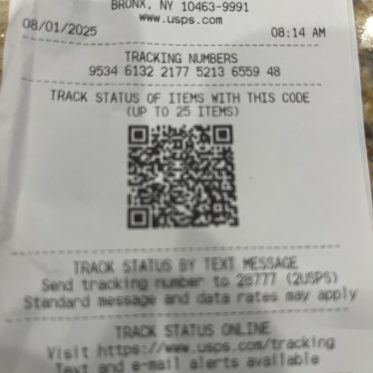 BRONX, NY 10463-9991
www.usps.com
08/01/2025 08:14 AM
TRACKING NUMBERS
9534 6132 2177 5213 6559 48
TRACK STATUS OF ITEMS WITH THIS CODE
(UP TO 25 ITEMS)
TRACK STATUS BY TEXT MESSAGE
Send tracking number to 28777 (2USPS)
Standard message and data rates may apply
TRACK STATUS ONLINE
Visit https://www.usps.com/tracking
Text and e-mail alerts available